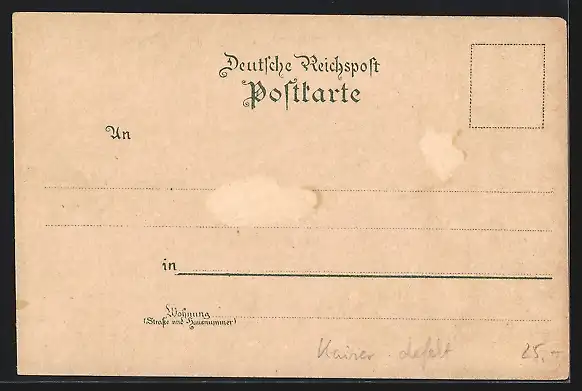 Deutsche Reichspost
Postkarte
An
in
Wohnung
(Straße und Hausnummer)
Kaiser defekt 25.-